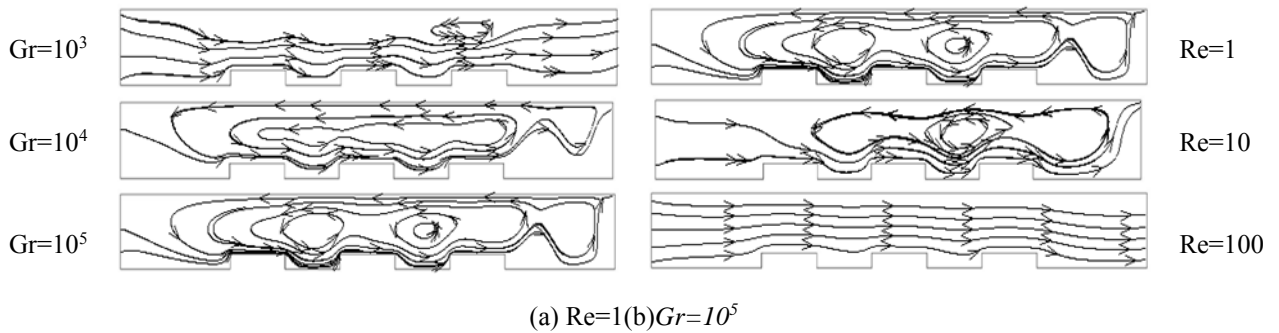 Gr=10³
Re=1
Gr=10⁴
Re=10
Gr=10⁵
Re=100
(a) Re=1(b)Gr=10⁵